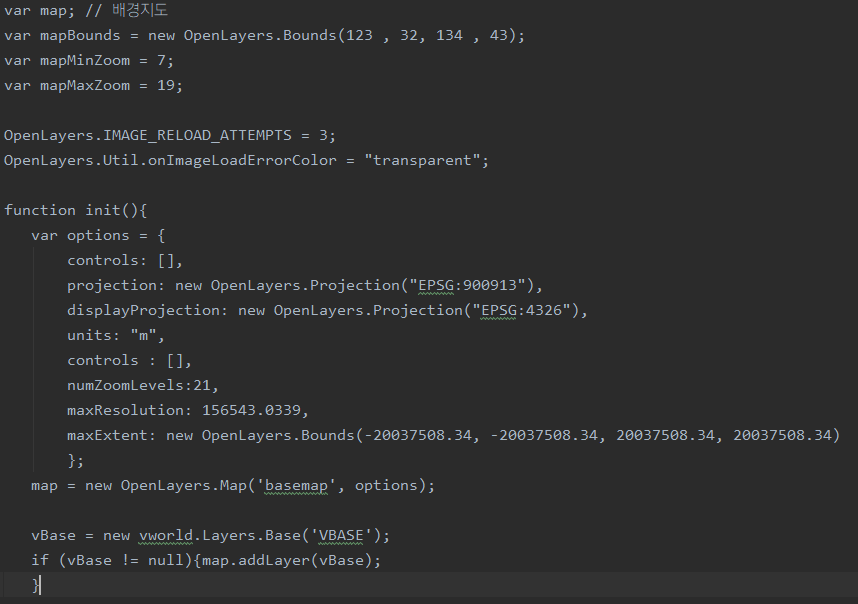 var map; // 배경지도
var mapBounds = new OpenLayers.Bounds(123 , 32, 134 , 43);
var mapMinZoom = 7;
var mapMaxZoom = 19;
OpenLayers.IMAGE_RELOAD_ATTEMPTS = 3;
OpenLayers.Util.onImageLoadErrorColor = "transparent";
function init(){
var options = {
controls: [],
projection: new OpenLayers.Projection("EPSG:900913"),
displayProjection: new OpenLayers.Projection("EPSG:4326"),
units: "m",
controls : [],
numZoomLevels:21,
maxResolution: 156543.0339,
maxExtent: new OpenLayers.Bounds(-20037508.34, -20037508.34, 20037508.34, 20037508.34)
};
map = new OpenLayers.Map('basemap', options);
vBase = new vworld.Layers.Base('VBASE');
if (vBase != null){map.addLayer(vBase);
}